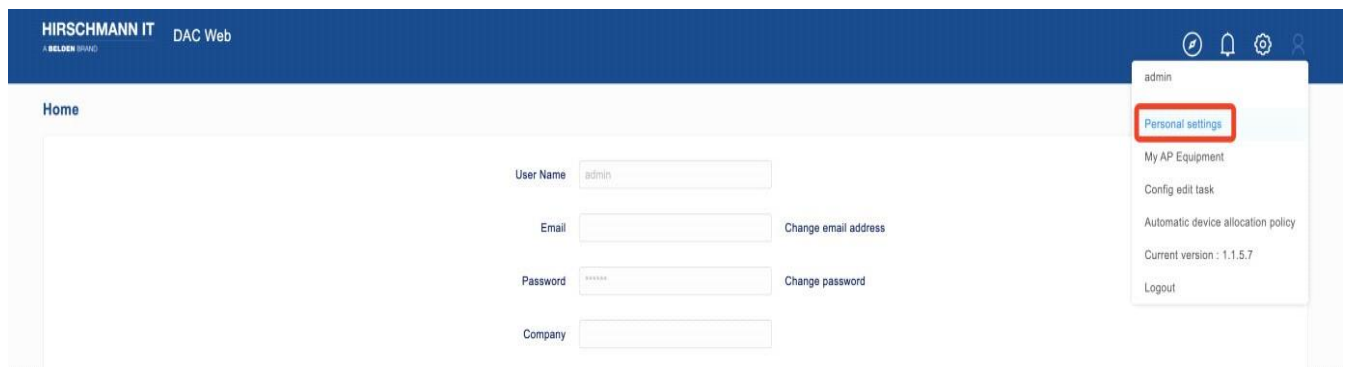 HIRSCHMANN IT
A BELDEN BRAND
DAC Web
admin
Home
Personal settings
My AP Equipment
User Name admin
Config edit task
Email Change email address
Automatic device allocation policy
Current version : 1.1.5.7
Password ****** Change password
Logout
Company